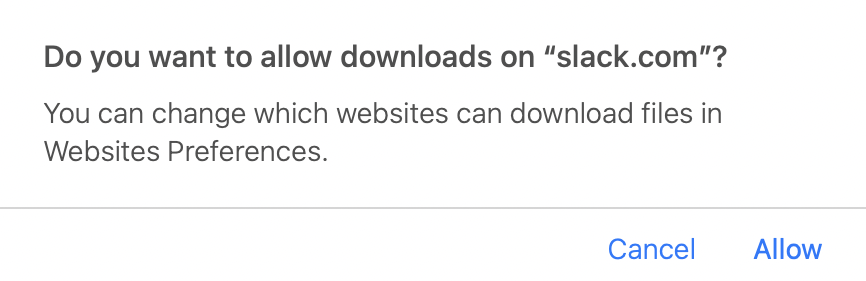 Do you want to allow downloads on “slack.com”?
You can change which websites can download files in
Websites Preferences.
Cancel
Allow